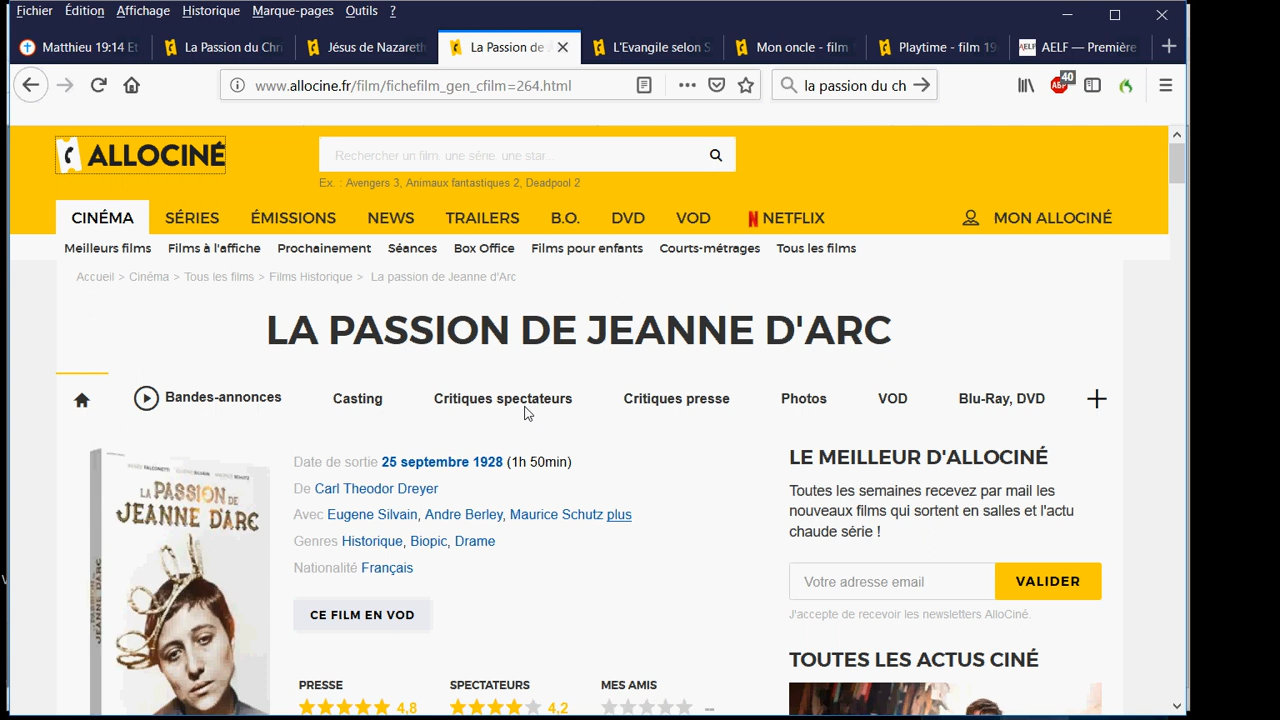 Fichier Édition Affichage Historique Marque-pages Outils ?
Matthieu 19:14 Et
La Passion du Chri
Jésus de Nazareth
La Passion de J
L'Evangile selon S
Mon oncle - film
Playtime - film 19
AELF AELF — Première
www.allocine.fr/film/fichefilm_gen_cfilm=264.html
la passion du ch
ABP 40
ALLOCINÉ
Rechercher un film, une série, une star...
Ex. : Avengers 3, Animaux fantastiques 2, Deadpool 2
CINÉMA SÉRIES ÉMISSIONS NEWS TRAILERS B.O. DVD VOD N NETFLIX MON ALLOCINÉ
Meilleurs films Films à l'affiche Prochainement Séances Box Office Films pour enfants Courts-métrages Tous les films
Accueil > Cinéma > Tous les films > Films Historique > La passion de Jeanne d'Arc
LA PASSION DE JEANNE D'ARC
Bandes-annonces Casting Critiques spectateurs Critiques presse Photos VOD Blu-Ray, DVD
LA PASSION DE
JEANNE D'ARC
Date de sortie 25 septembre 1928 (1h 50min)
De Carl Theodor Dreyer
Avec Eugene Silvain, Andre Berley, Maurice Schutz plus
Genres Historique, Biopic, Drame
Nationalité Français
CE FILM EN VOD
PRESSE SPECTATEURS MES AMIS
4,8 4,2 --
LE MEILLEUR D'ALLOCINÉ
Toutes les semaines recevez par mail les
nouveaux films qui sortent en salles et l'actu
chaude série !
Votre adresse email VALIDER
J'accepte de recevoir les newsletters AlloCiné.
TOUTES LES ACTUS CINÉ